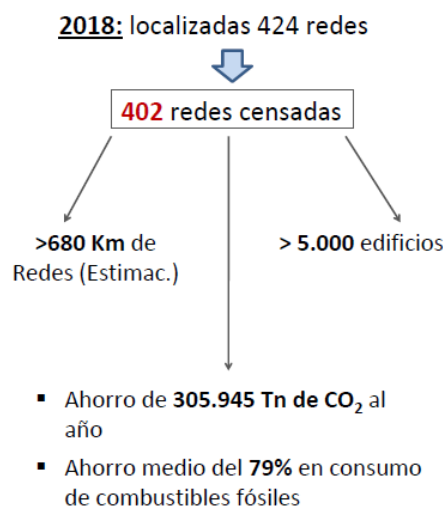 2018: localizadas 424 redes
402 redes censadas
>680 Km de
Redes (Estimac.)
> 5.000 edificios
▪ Ahorro de 305.945 Tn de CO₂ al
año
▪ Ahorro medio del 79% en consumo
de combustibles fósiles